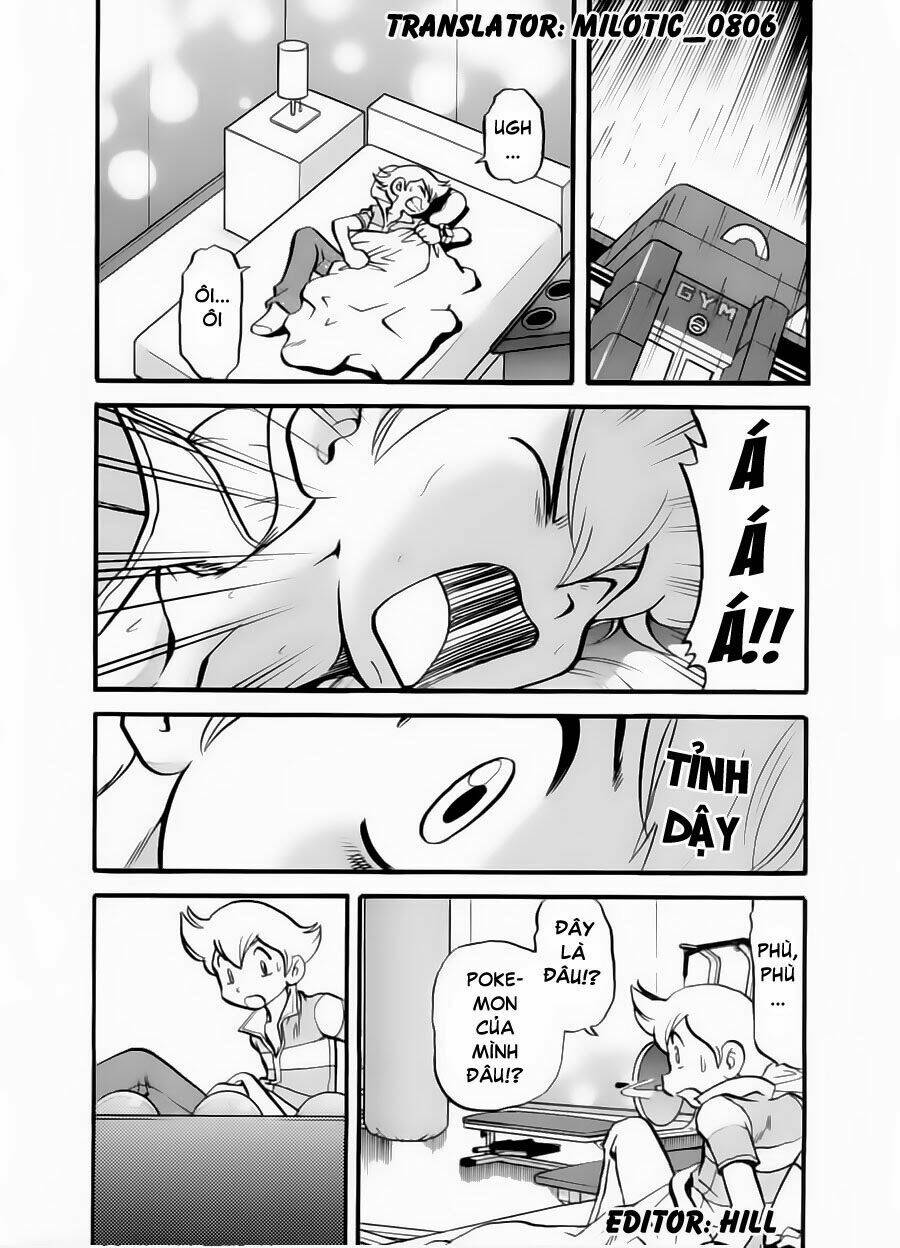 TRANSLATOR: MILOTIC_0806
UGH
...
ÔI...
ÔI
GYM
Á
Á
Á!!
TỈNH
DẬY
ĐÂY
LÀ
ĐÂU!?
POKE-
MON
CỦA
MÌNH
ĐÂU!?
PHÙ,
PHÙ
...
EDITOR: HILL